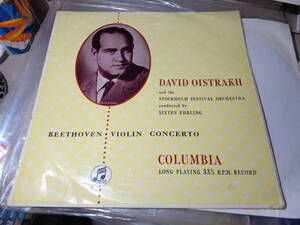 DAVID OISTRAKH
and the
STOCKHOLM FESTIVAL ORCHESTRA
conducted by
SIXTEN EHRLING
BEETHOVEN · VIOLIN CONCERTO
COLUMBIA
LONG PLAYING 33⅓ R.P.M. RECORD